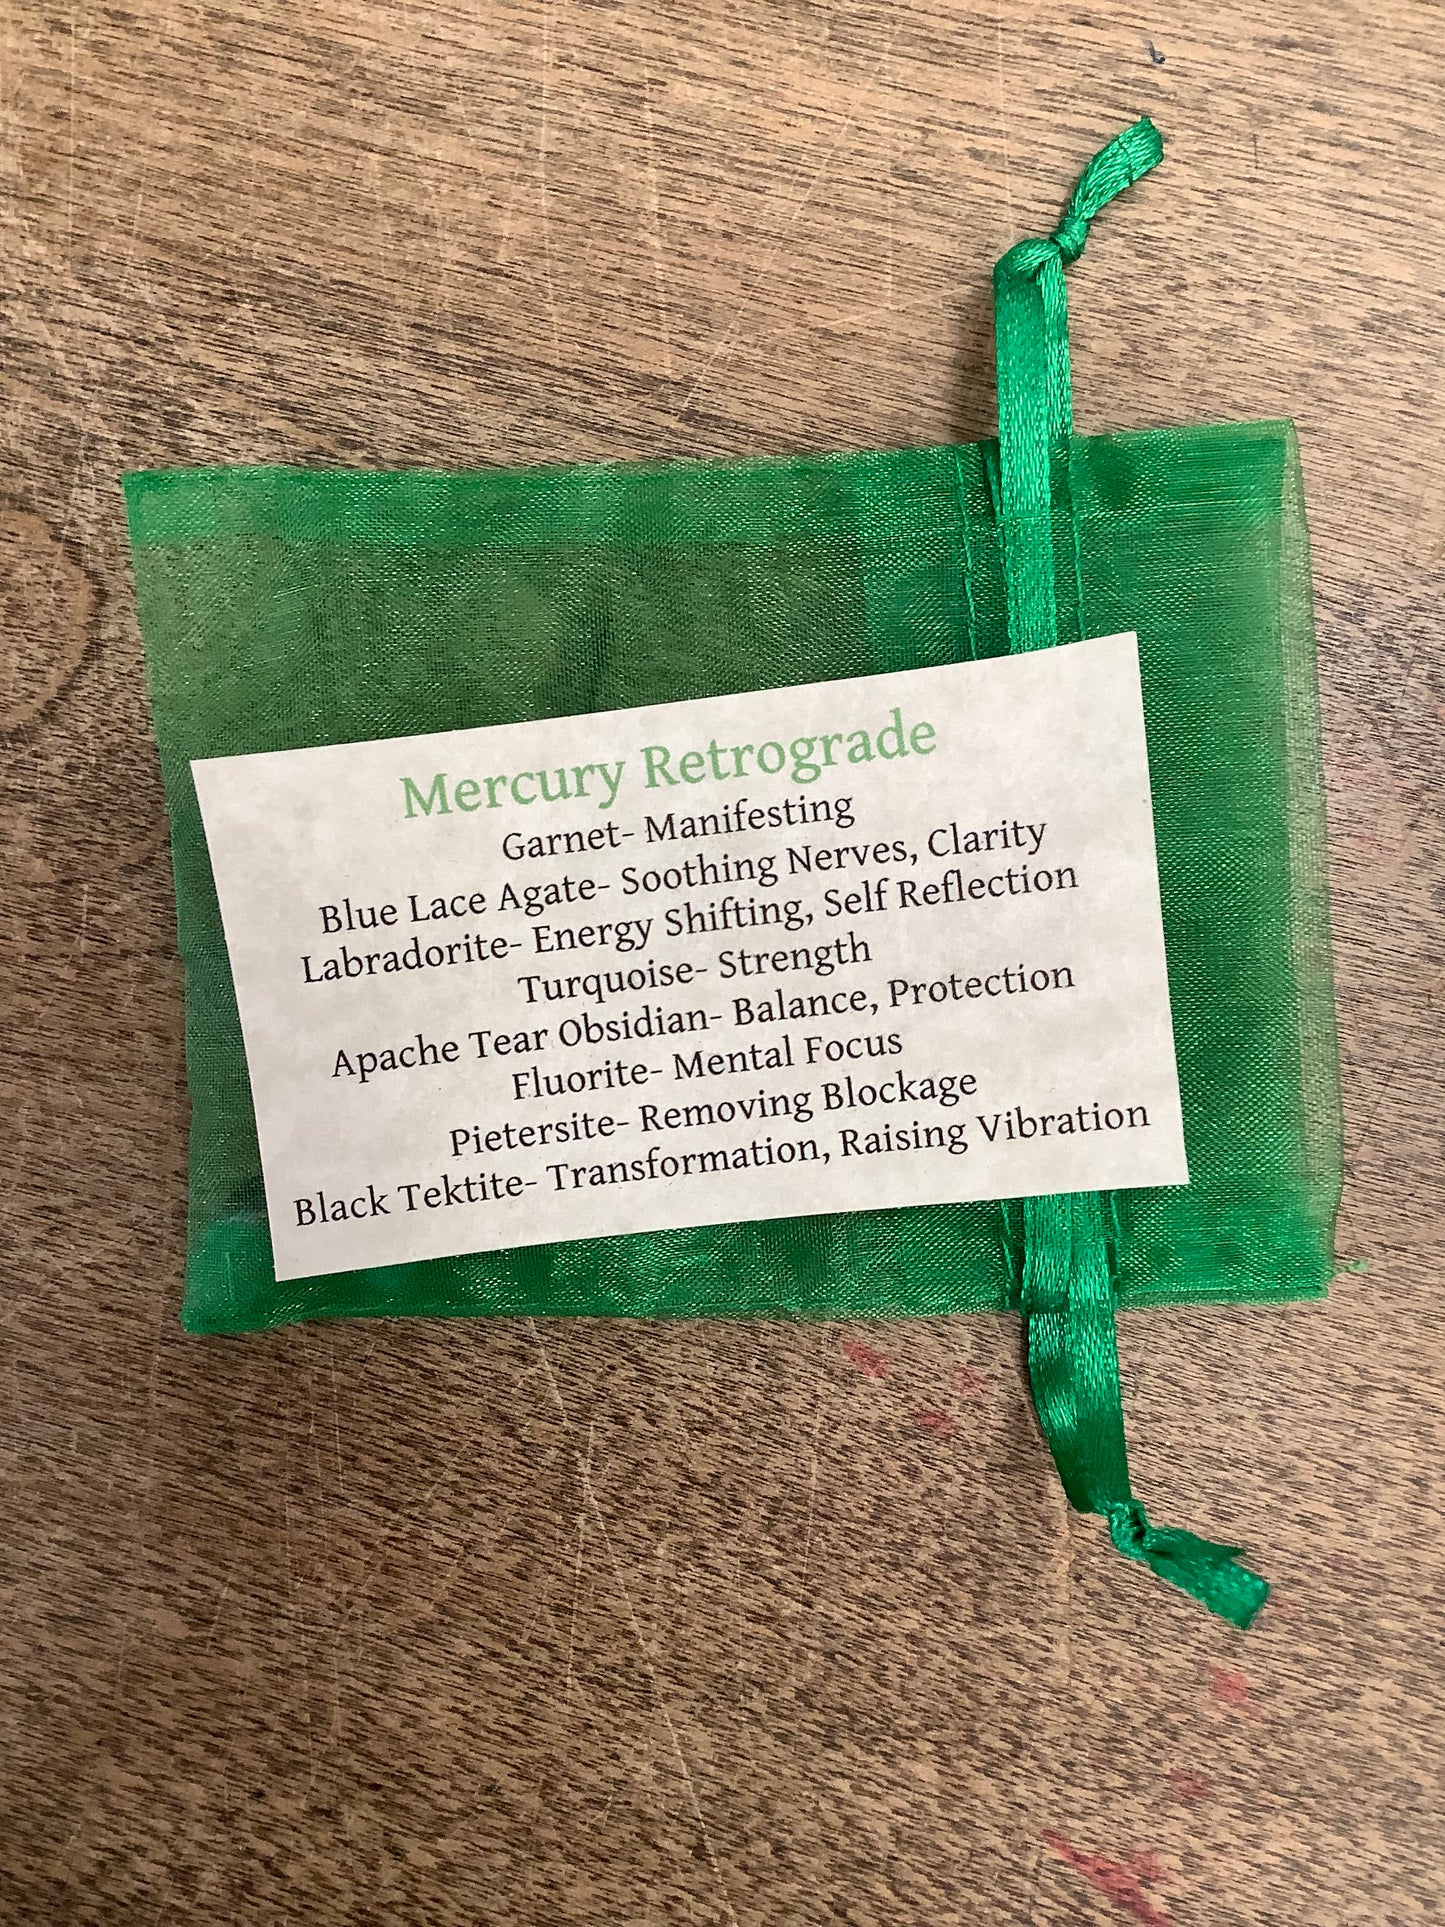 Mercury Retrograde
Garnet- Manifesting
Blue Lace Agate- Soothing Nerves, Clarity
Labradorite- Energy Shifting, Self Reflection
Turquoise- Strength
Apache Tear Obsidian- Balance, Protection
Fluorite- Mental Focus
Pietersite- Removing Blockage
Black Tektite- Transformation, Raising Vibration